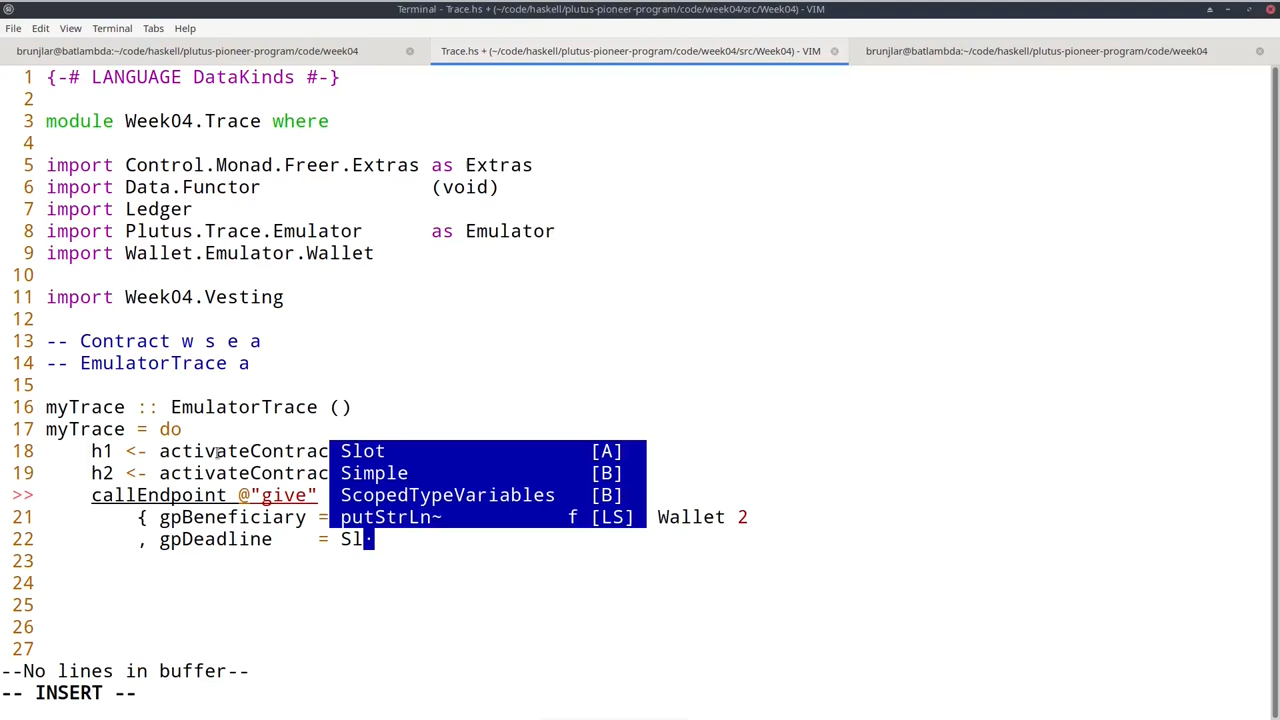 Terminal - Trace.hs + (~/code/haskell/plutus-pioneer-program/code/week04/src/Week04) - VIM
File Edit View Terminal Tabs Help
brunjlar@batlambda:~/code/haskell/plutus-pioneer-program/code/week04 Trace.hs + (~/code/haskell/plutus-pioneer-program/code/week04/src/Week04) - VIM brunjlar@batlambda:~/code/haskell/plutus-pioneer-program/code/week04
1 {-# LANGUAGE DataKinds #-}
2
3 module Week04.Trace where
4
5 import Control.Monad.Freer.Extras as Extras
6 import Data.Functor (void)
7 import Ledger
8 import Plutus.Trace.Emulator as Emulator
9 import Wallet.Emulator.Wallet
10
11 import Week04.Vesting
12
13 -- Contract w s e a
14 -- EmulatorTrace a
15
16 myTrace :: EmulatorTrace ()
17 myTrace = do
18 h1 <- activateContrac Slot [A]
19 h2 <- activateContrac Simple [B]
>> callEndpoint @"give" ScopedTypeVariables [B]
21 { gpBeneficiary = putStrLn~ f [LS] Wallet 2
22 , gpDeadline = Sl
23
24
25
26
27
--No lines in buffer--
-- INSERT --